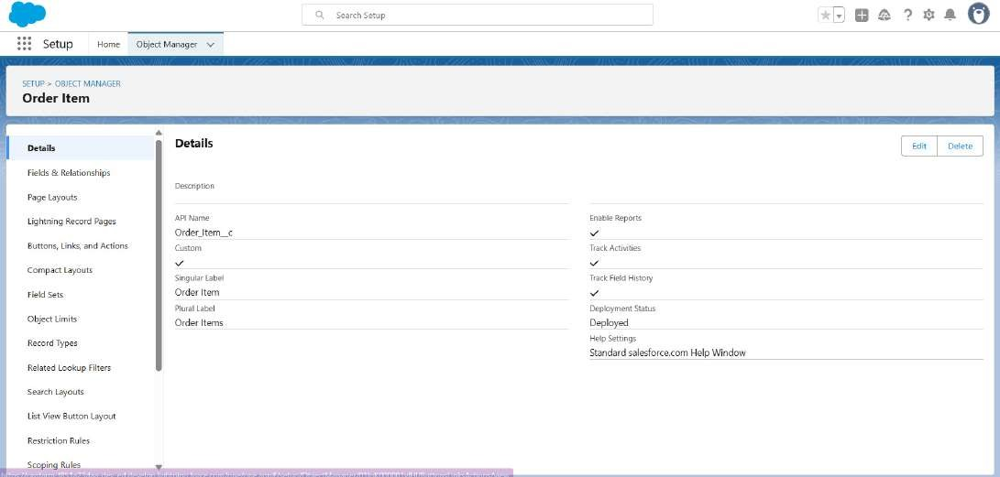 Search Setup
Setup
Home
Object Manager
SETUP > OBJECT MANAGER
Order Item
Details
Fields & Relationships
Page Layouts
Lightning Record Pages
Buttons, Links, and Actions
Compact Layouts
Field Sets
Object Limits
Record Types
Related Lookup Filters
Search Layouts
List View Button Layout
Restriction Rules
Scoping Rules
Details
Edit
Delete
Description
API Name
Order_Item__c
Custom
Singular Label
Order Item
Plural Label
Order Items
Enable Reports
Track Activities
Track Field History
Deployment Status
Deployed
Help Settings
Standard salesforce.com Help Window